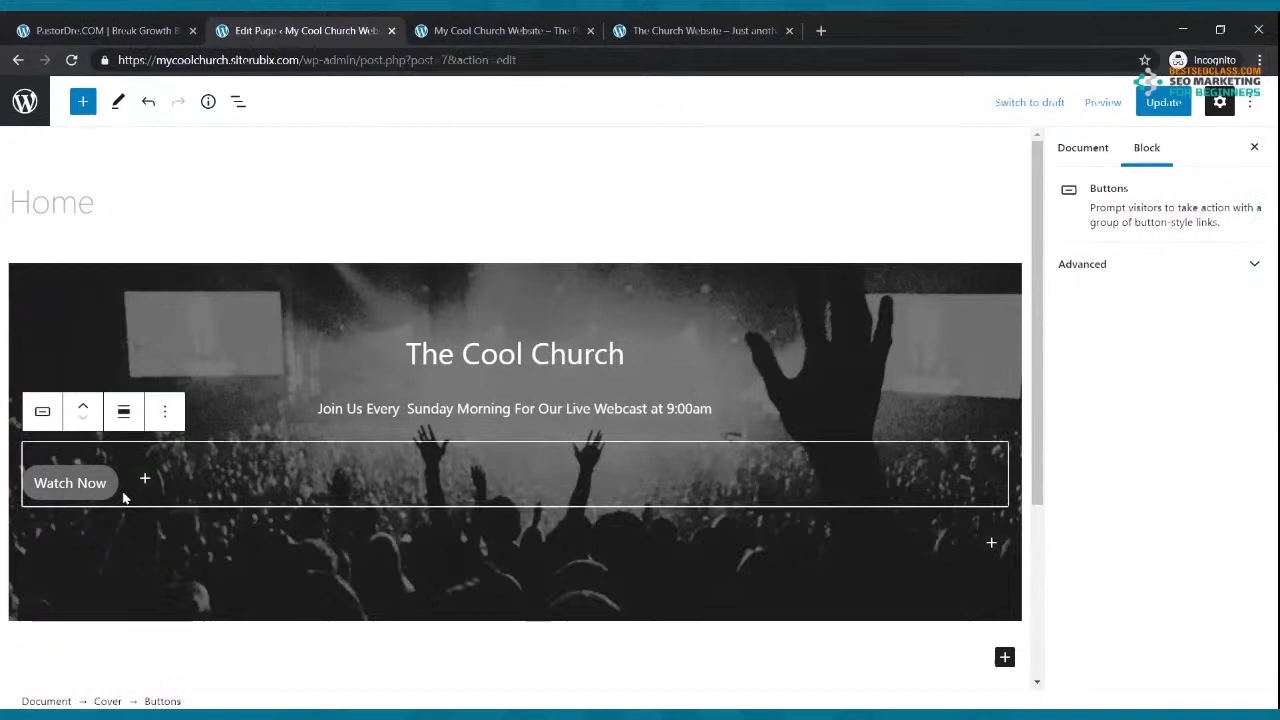 PastorDre.COM | Break Growth B
Edit Page ‹ My Cool Church Web
My Cool Church Website – The P
The Church Website – Just anoth
https://mycoolchurch.siterubix.com/wp-admin/post.php?post=7&action=edit
Incognito
BESTSEOCLASS.COM
SEO MARKETING
FOR BEGINNERS
Switch to draft
Preview
Update
Document
Block
Home
Buttons
Prompt visitors to take action with a
group of button-style links.
Advanced
The Cool Church
Join Us Every Sunday Morning For Our Live Webcast at 9:00am
Watch Now
Document → Cover → Buttons